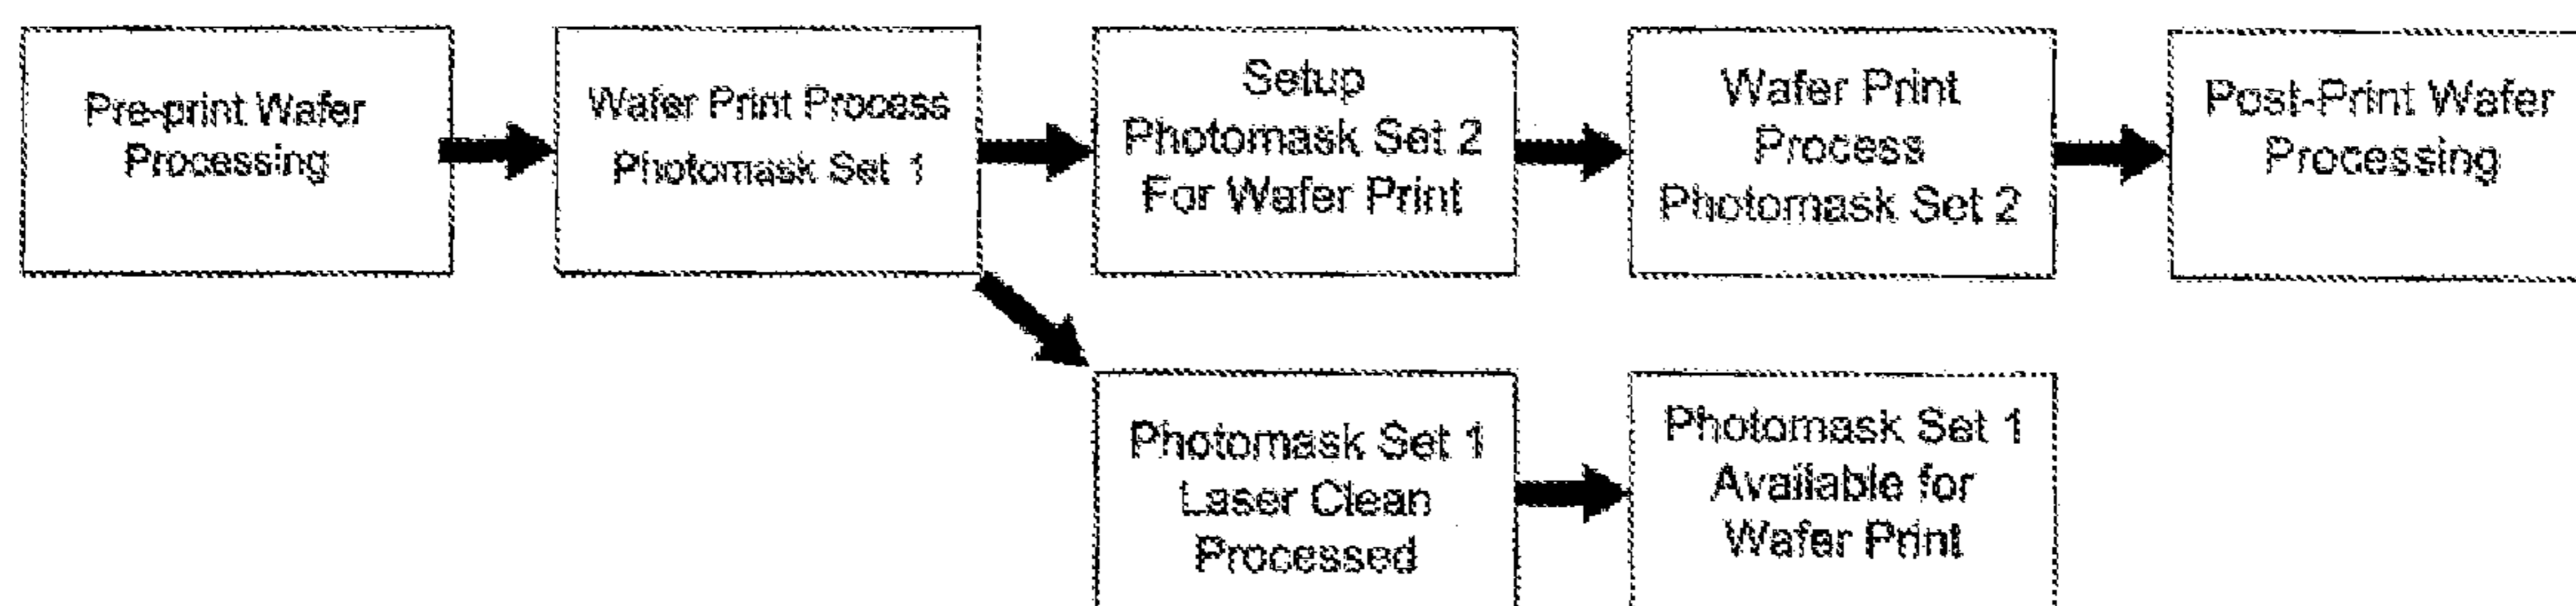 Pre-print Wafer
Processing
Wafer Print Process
Photomask Set 1
Setup
Photomask Set 2
For Wafer Print
Wafer Print
Process
Photomask Set 2
Post-Print Wafer
Processing
Photomask Set 1
Laser Clean
Processed
Photomask Set 1
Available for
Wafer Print